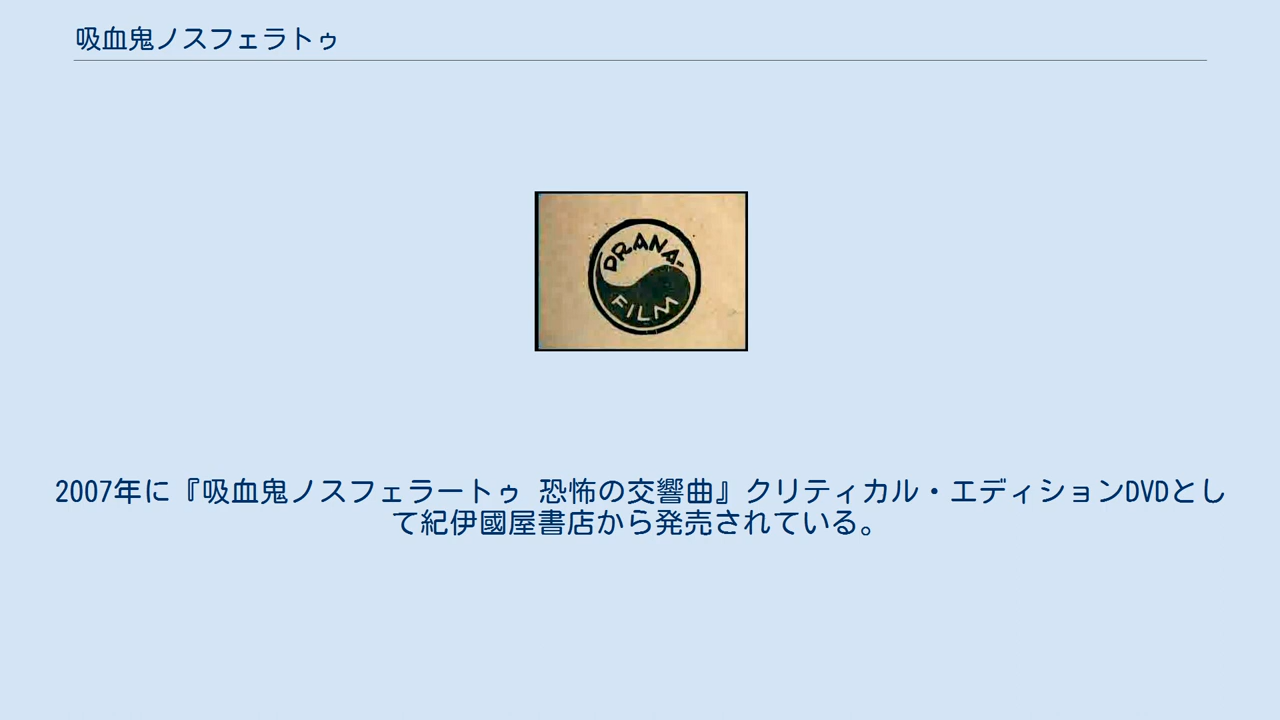 吸血鬼ノスフェラトゥ
PRANA-
FILM
2007年に『吸血鬼ノスフェラートゥ 恐怖の交響曲』クリティカル・エディションDVDとし
て紀伊國屋書店から発売されている。